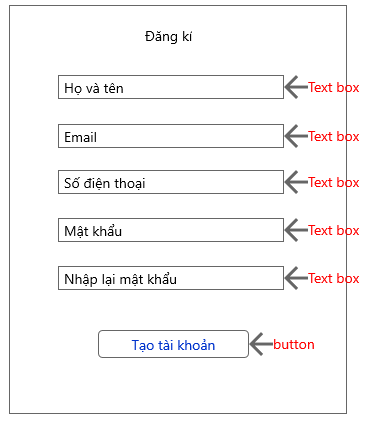 Đăng kí
Họ và tên Text box
Email Text box
Số điện thoại Text box
Mật khẩu Text box
Nhập lại mật khẩu Text box
Tạo tài khoản button